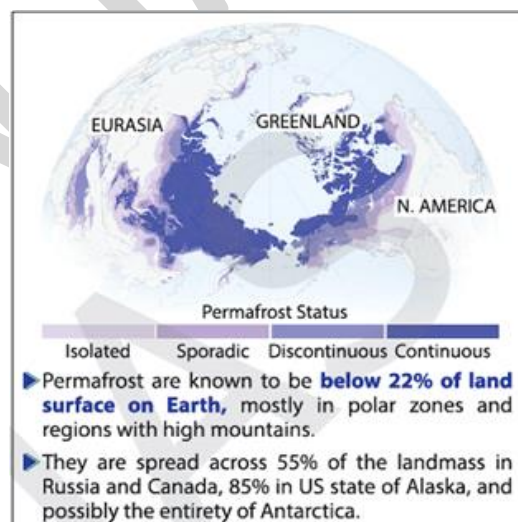 EURASIA
GREENLAND
N. AMERICA
Permafrost Status
Isolated Sporadic Discontinuous Continuous
Permafrost are known to be below 22% of land
surface on Earth, mostly in polar zones and
regions with high mountains.
They are spread across 55% of the landmass in
Russia and Canada, 85% in US state of Alaska, and
possibly the entirety of Antarctica.